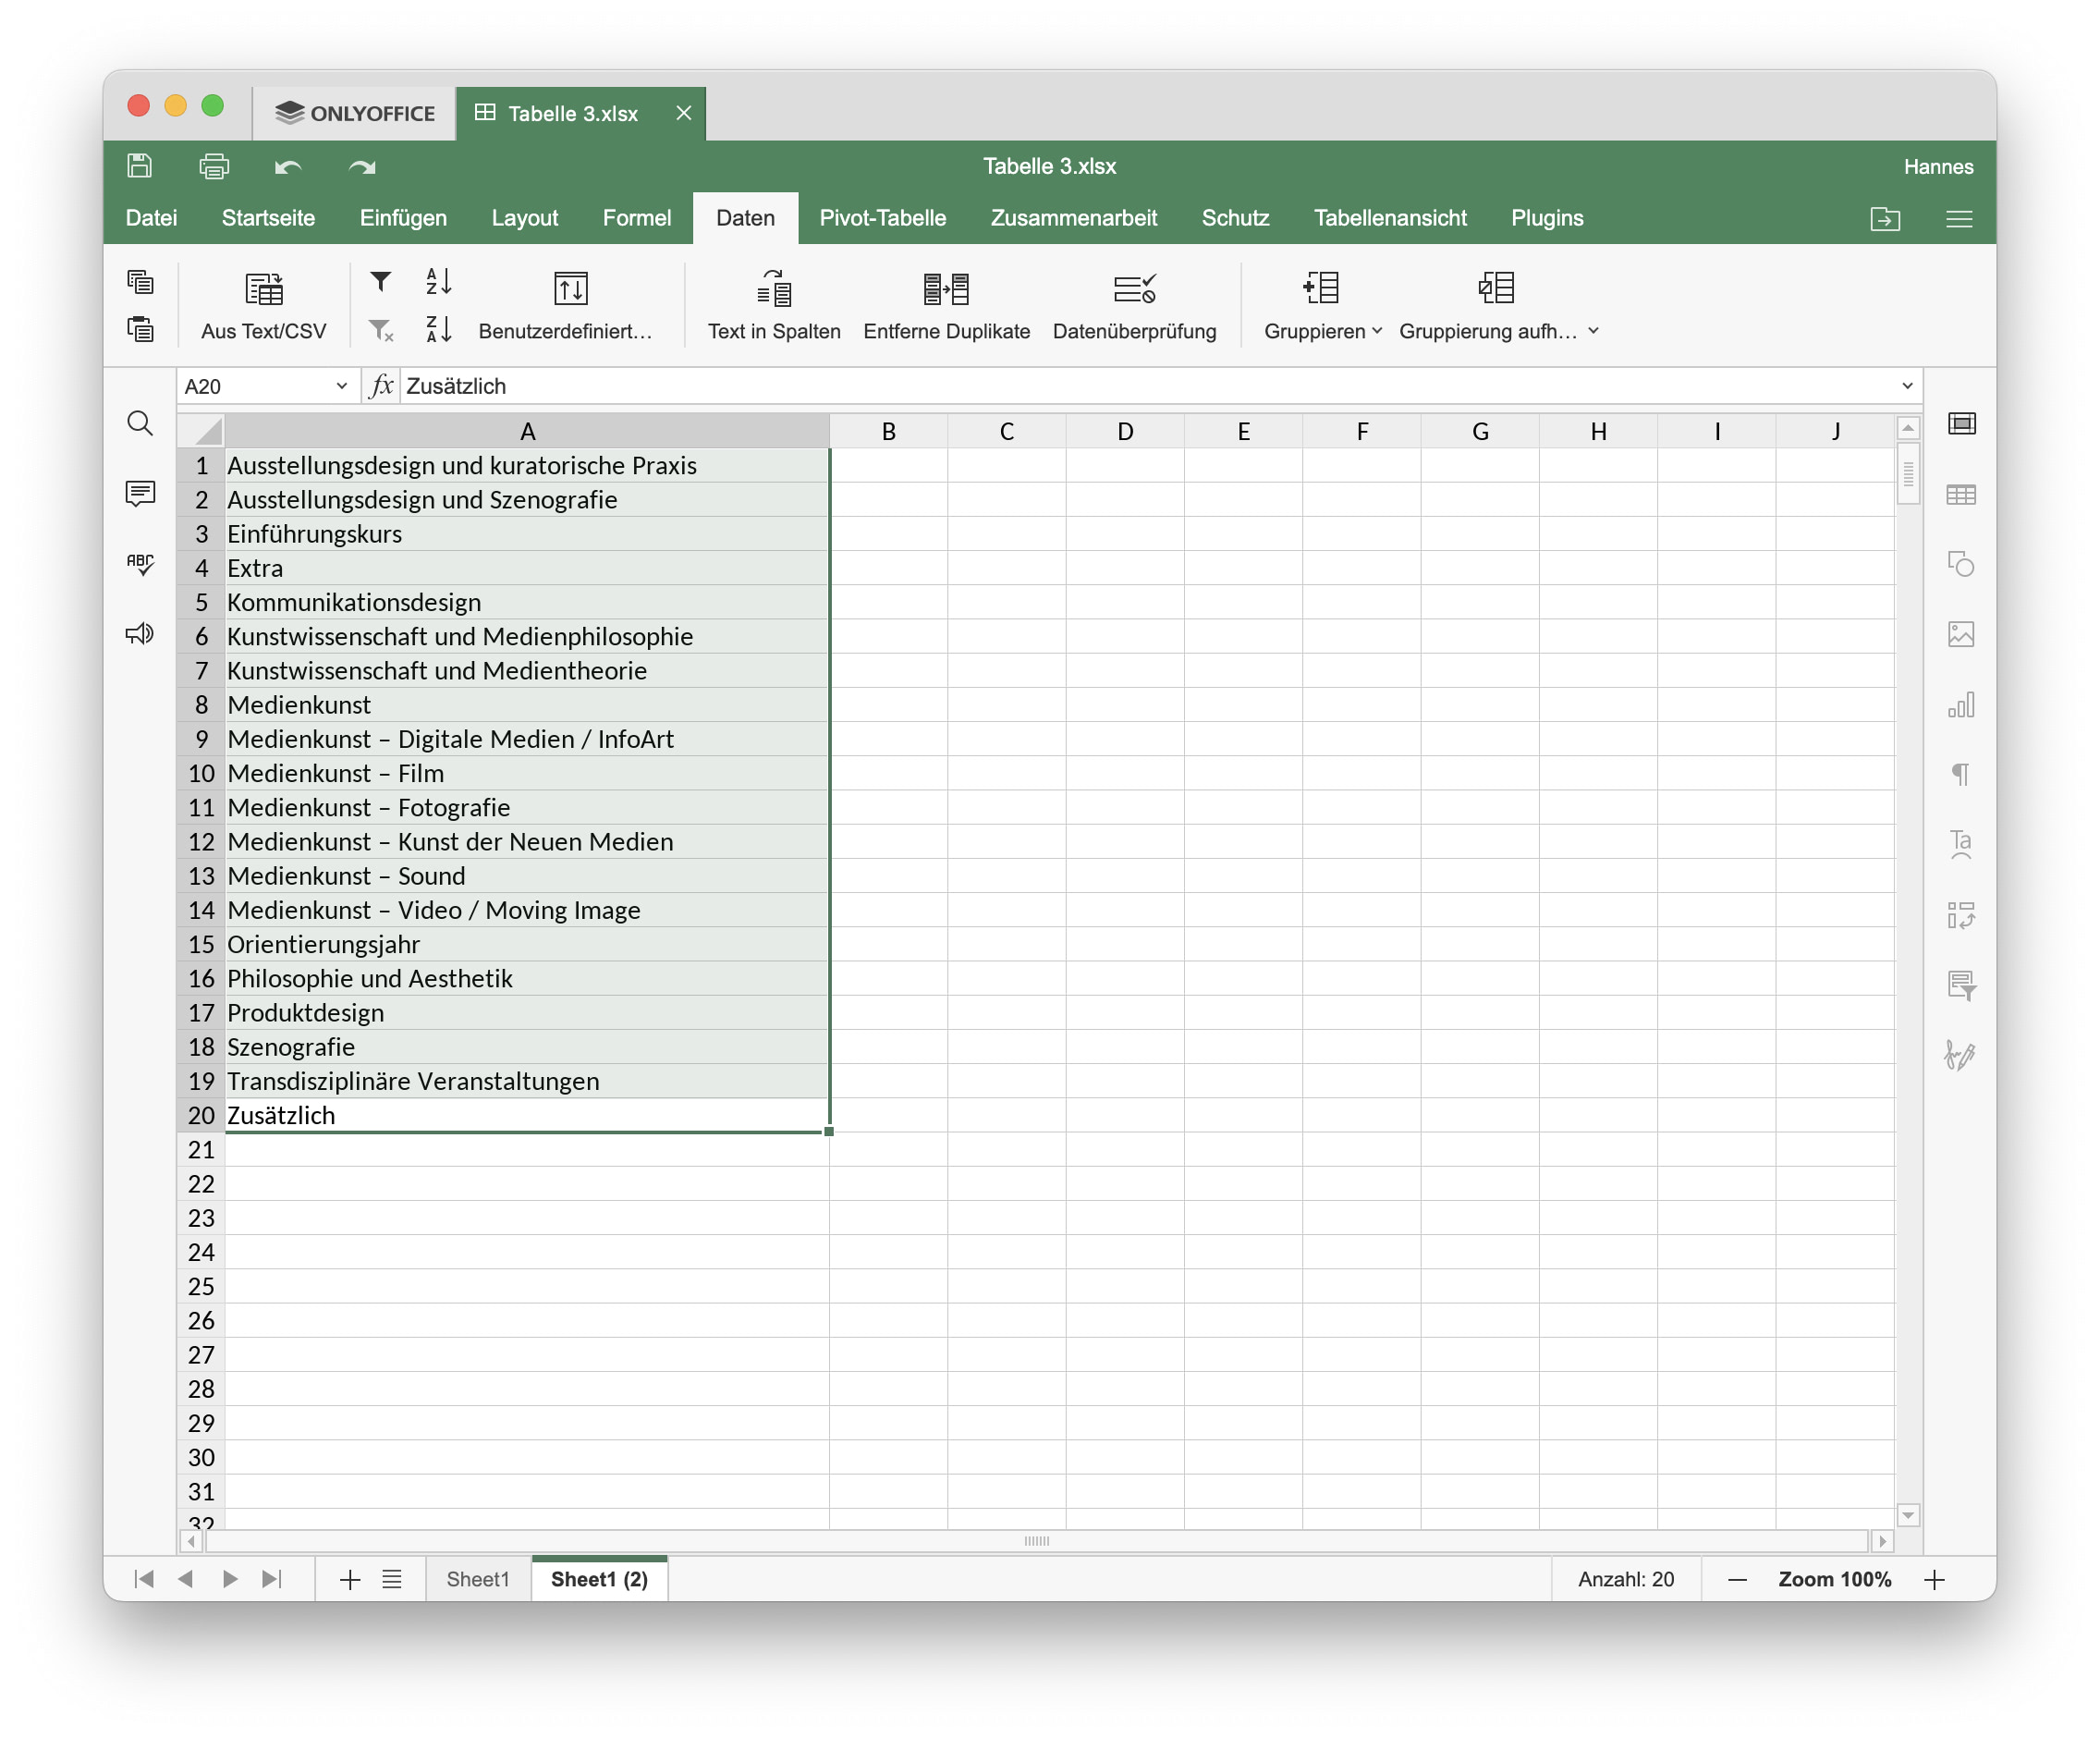 ONLYOFFICE
Tabelle 3.xlsx
Tabelle 3.xlsx
Hannes
Datei Startseite Einfügen Layout Formel Daten Pivot-Tabelle Zusammenarbeit Schutz Tabellenansicht Plugins
Aus Text/CSV
A Z
Z A
Benutzerdefiniert...
Text in Spalten
Entferne Duplikate
Datenüberprüfung
Gruppieren
Gruppierung aufh...
A20 fx Zusätzlich
ABC
Ta
A B C D E F G H I J
1 Ausstellungsdesign und kuratorische Praxis
2 Ausstellungsdesign und Szenografie
3 Einführungskurs
4 Extra
5 Kommunikationsdesign
6 Kunstwissenschaft und Medienphilosophie
7 Kunstwissenschaft und Medientheorie
8 Medienkunst
9 Medienkunst – Digitale Medien / InfoArt
10 Medienkunst – Film
11 Medienkunst – Fotografie
12 Medienkunst – Kunst der Neuen Medien
13 Medienkunst – Sound
14 Medienkunst – Video / Moving Image
15 Orientierungsjahr
16 Philosophie und Aesthetik
17 Produktdesign
18 Szenografie
19 Transdisziplinäre Veranstaltungen
20 Zusätzlich
21
22
23
24
25
26
27
28
29
30
31
32
Sheet1 Sheet1 (2) Anzahl: 20 Zoom 100%